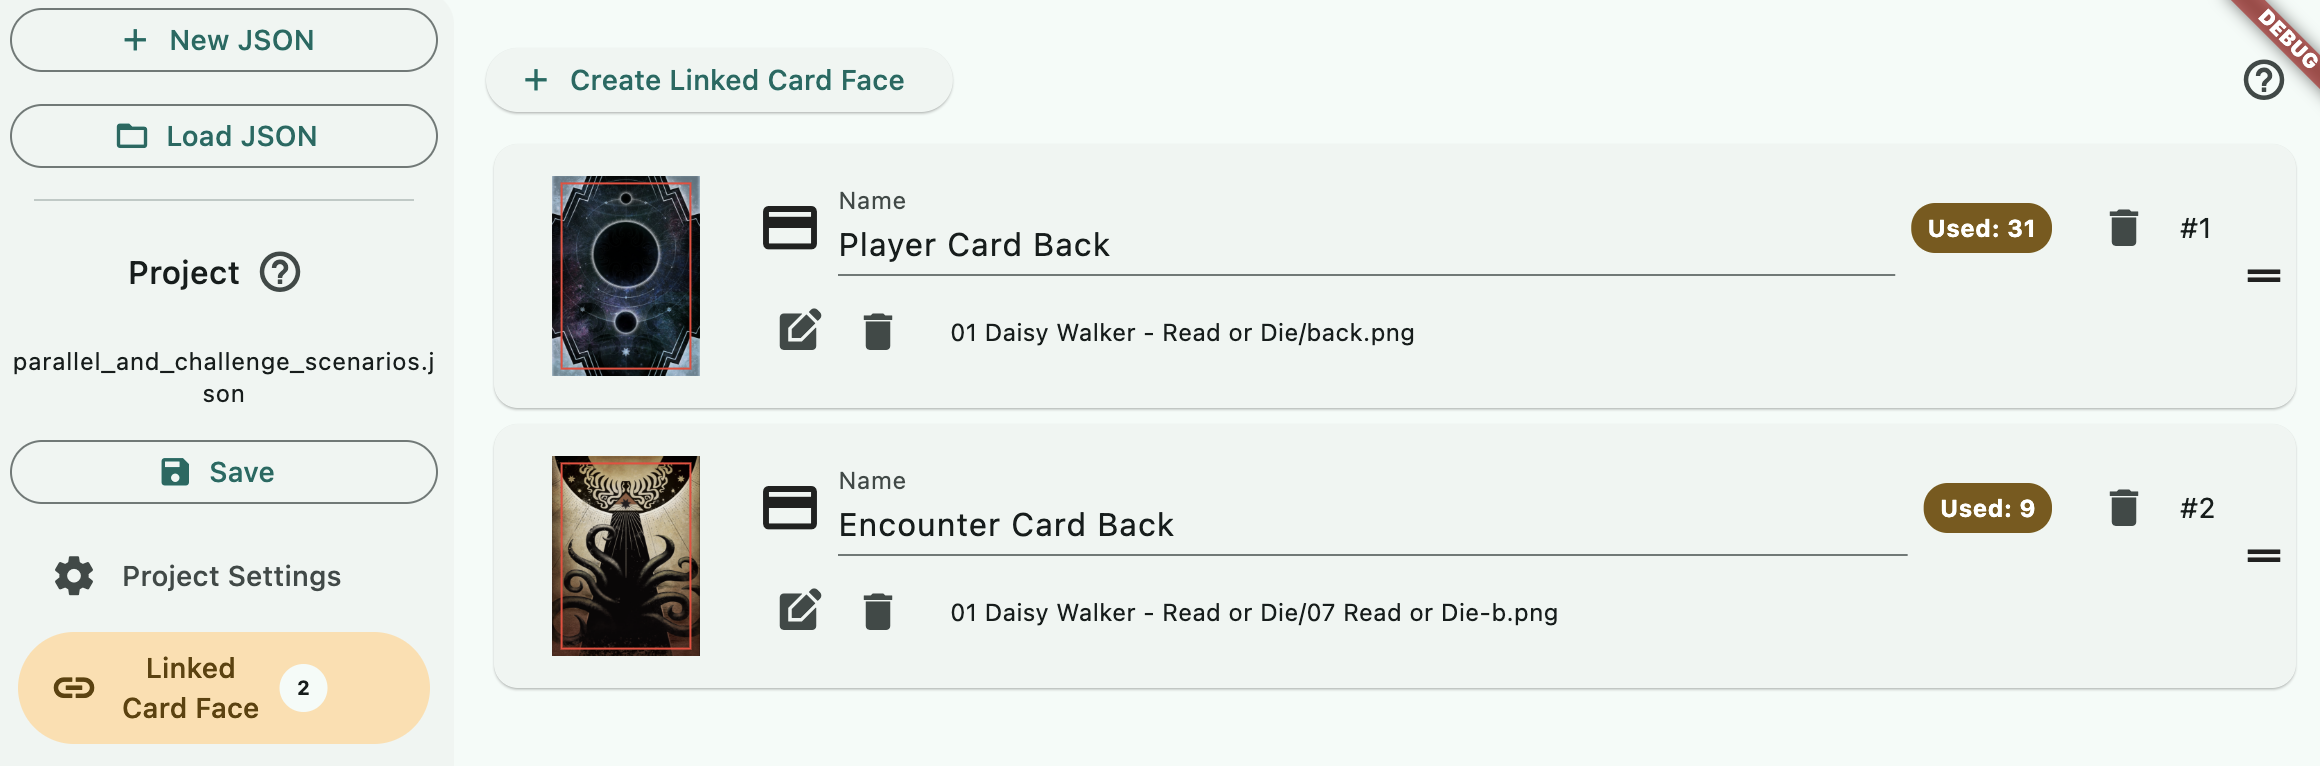 New JSON
Load JSON
Project
parallel_and_challenge_scenarios.j
son
Save
Project Settings
Linked
Card Face
2
Create Linked Card Face
DEBUG
Name
Player Card Back
Used: 31
#1
01 Daisy Walker - Read or Die/back.png
Name
Encounter Card Back
Used: 9
#2
01 Daisy Walker - Read or Die/07 Read or Die-b.png